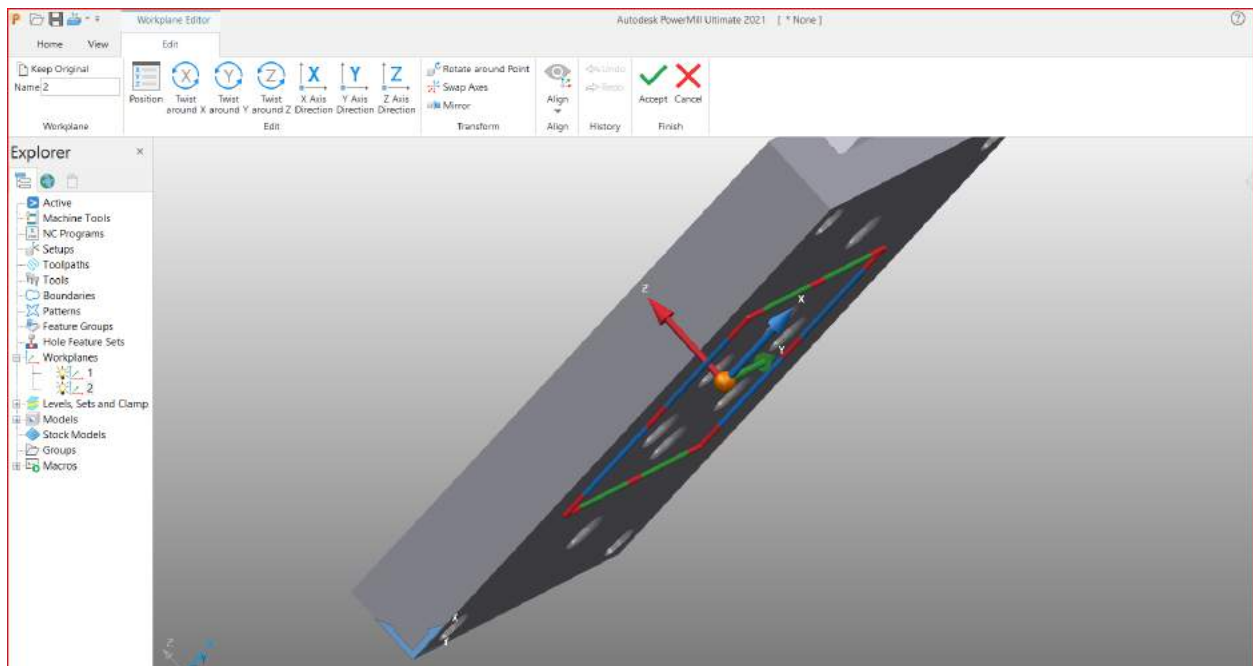 Workplane Editor
Autodesk PowerMill Ultimate 2021 [ * None ]
Home View Edit
Keep Original
Name 2
Position
Twist around X
Twist around Y
Twist around Z
X Axis Direction
Y Axis Direction
Z Axis Direction
Rotate around Point
Swap Axes
Mirror
Align
Undo
Redo
Accept
Cancel
Workplane Edit Transform Align History Finish
Explorer
Active
Machine Tools
NC Programs
Setups
Toolpaths
Tools
Boundaries
Patterns
Feature Groups
Hole Feature Sets
Workplanes
1
2
Levels, Sets and Clamp
Models
Stock Models
Groups
Macros
Z
X
Y
X
Y
Z